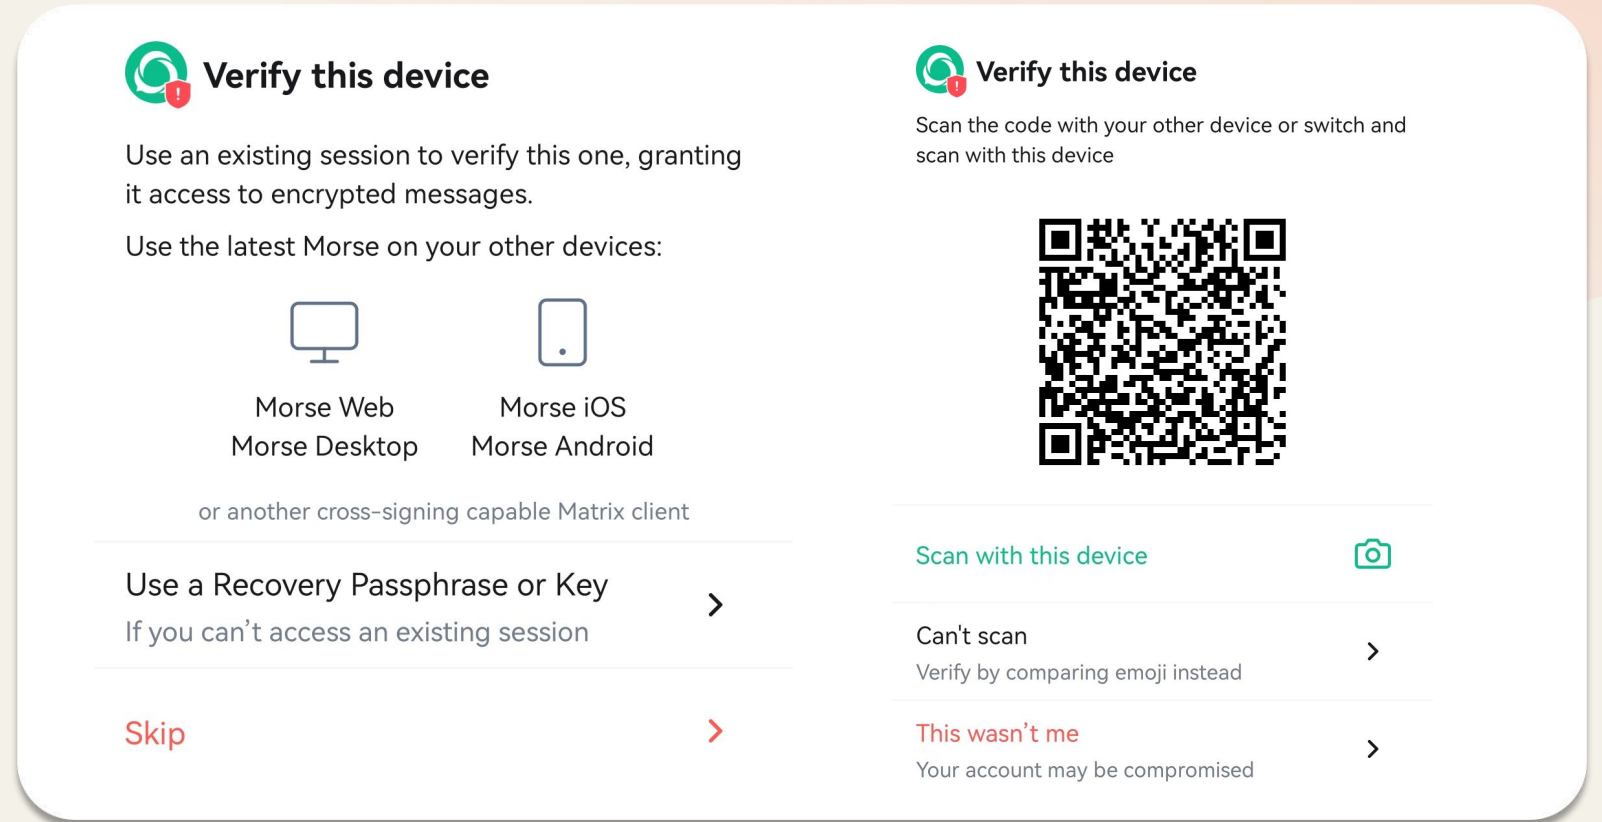 Verify this device
Use an existing session to verify this one, granting
it access to encrypted messages.
Use the latest Morse on your other devices:
Morse Web
Morse Desktop
Morse iOS
Morse Android
or another cross-signing capable Matrix client
Use a Recovery Passphrase or Key
If you can’t access an existing session
Skip
Verify this device
Scan the code with your other device or switch and
scan with this device
Scan with this device
Can't scan
Verify by comparing emoji instead
This wasn’t me
Your account may be compromised